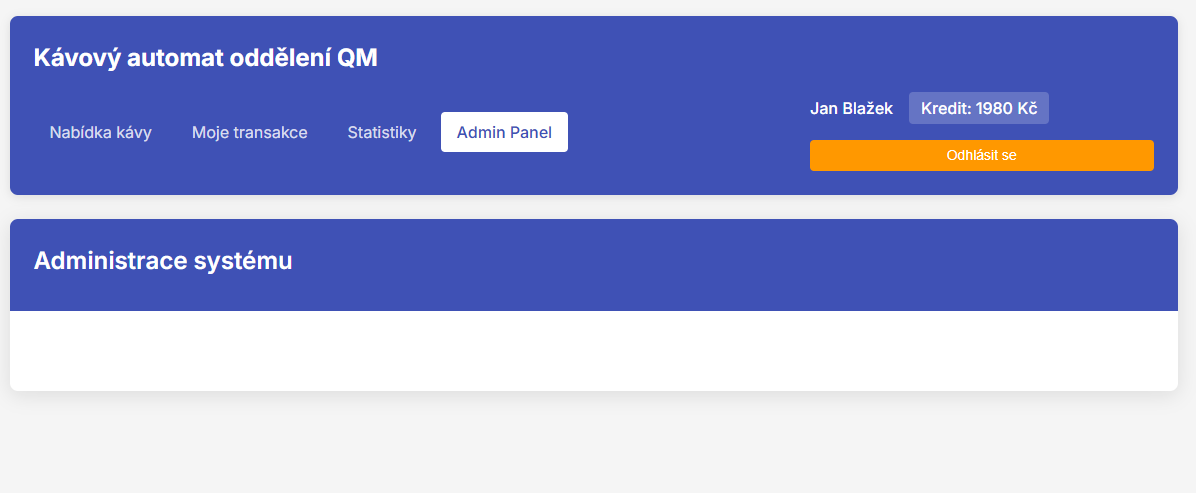 Kávový automat oddělení QM
Nabídka kávy Moje transakce Statistiky Admin Panel
Jan Blažek Kredit: 1980 Kč
Odhlásit se
Administrace systému